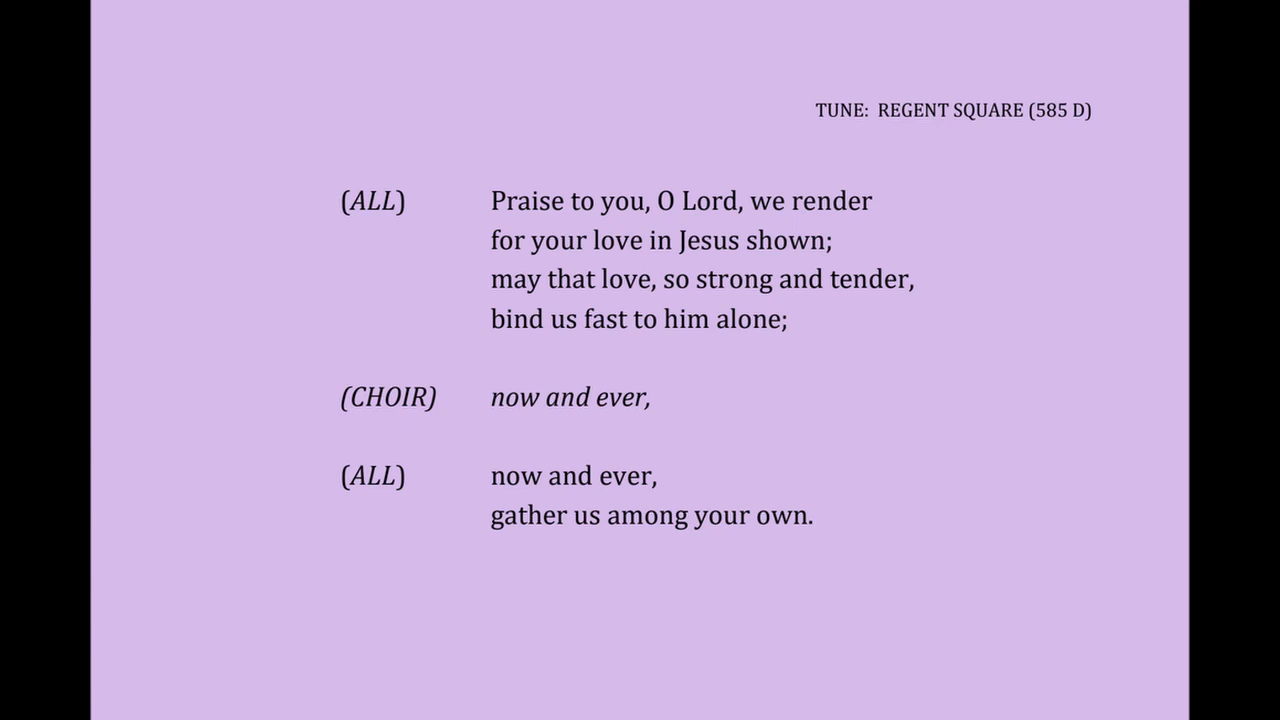 TUNE: REGENT SQUARE (585 D)
(ALL) Praise to you, O Lord, we render
for your love in Jesus shown;
may that love, so strong and tender,
bind us fast to him alone;
(CHOIR) now and ever,
(ALL) now and ever,
gather us among your own.